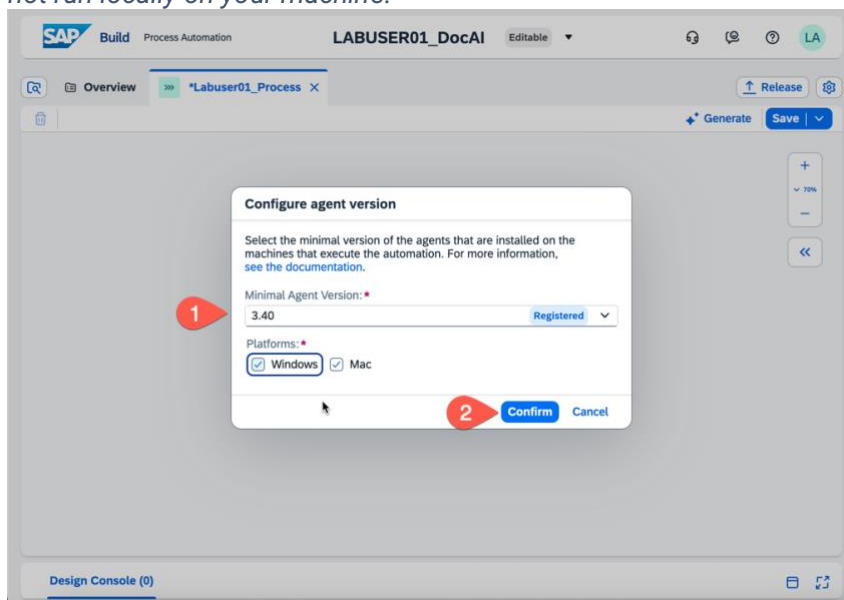 not run locally on your machine.
SAP Build Process Automation LABUSER01_DocAI Editable LA
Overview *Labuser01_Process Release
Generate Save
70%
Configure agent version
Select the minimal version of the agents that are installed on the
machines that execute the automation. For more information,
see the documentation.
Minimal Agent Version:*
1
3.40 Registered
Platforms:*
Windows Mac
2 Confirm Cancel
Design Console (0)